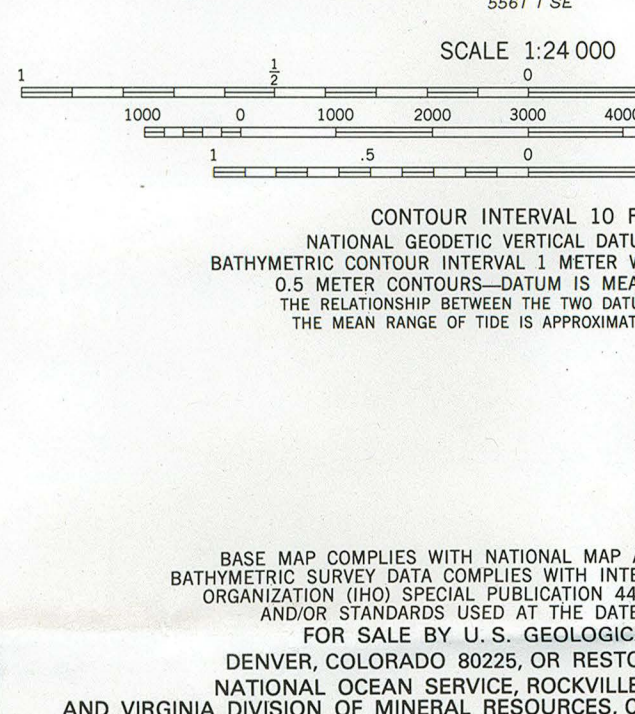 5561 I SE
SCALE 1:24 000
1 1/2 0
1000 0 1000 2000 3000
1 .5 0
CONTOUR INTERVAL 10
NATIONAL GEODETIC VERTICAL DATU
BATHYMETRIC CONTOUR INTERVAL 1 METER W
0.5 METER CONTOURS—DATUM IS MEA
THE RELATIONSHIP BETWEEN THE TWO DATU
THE MEAN RANGE OF TIDE IS APPROXIMAT
BASE MAP COMPLIES WITH NATIONAL MAP A
BATHYMETRIC SURVEY DATA COMPLIES WITH INTE
ORGANIZATION (IHO) SPECIAL PUBLICATION 44
AND/OR STANDARDS USED AT THE DATE
FOR SALE BY U.S. GEOLOGIC
DENVER, COLORADO 80225, OR RESTO
NATIONAL OCEAN SERVICE, ROCKVILLE
AND VIRGINIA DIVISION OF MINERAL RESOURCES, C